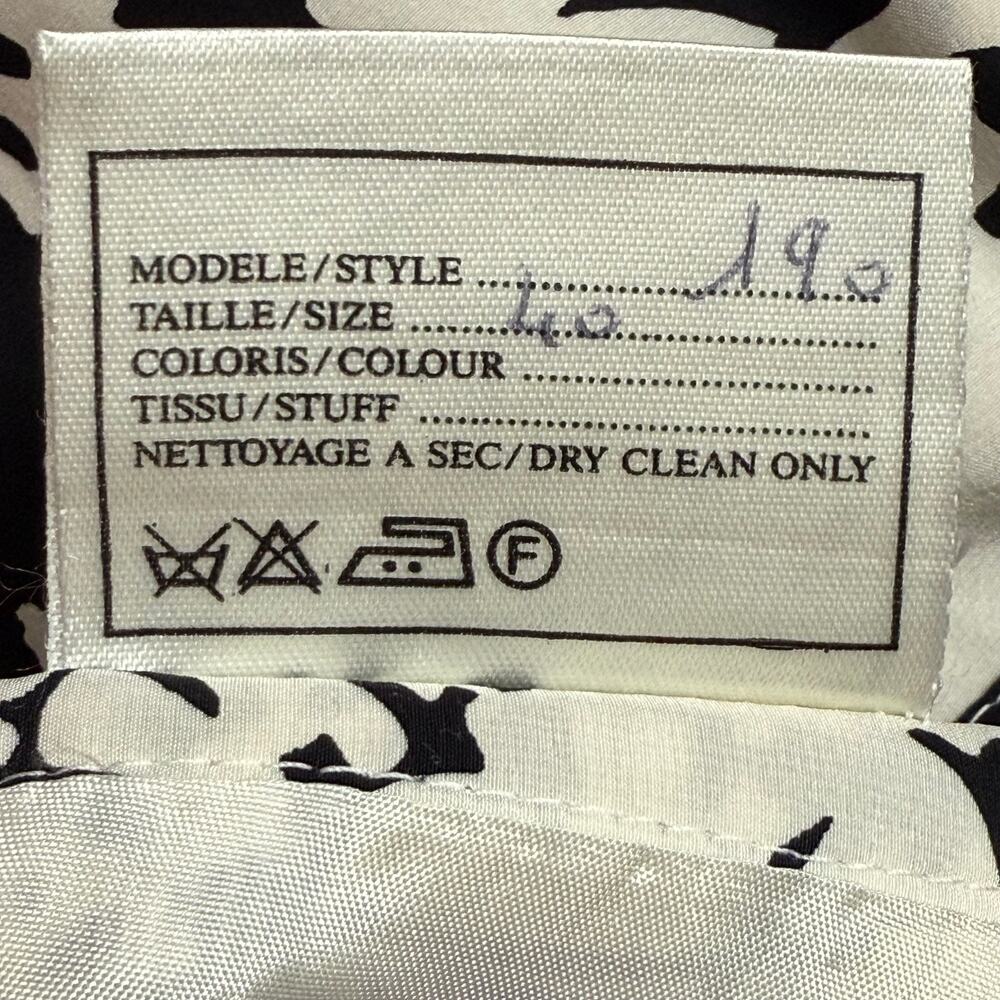 MODELE/STYLE ........ 190
TAILLE/SIZE ........ 40
COLORIS/COLOUR ........
TISSU/STUFF ........
NETTOYAGE A SEC/DRY CLEAN ONLY
F